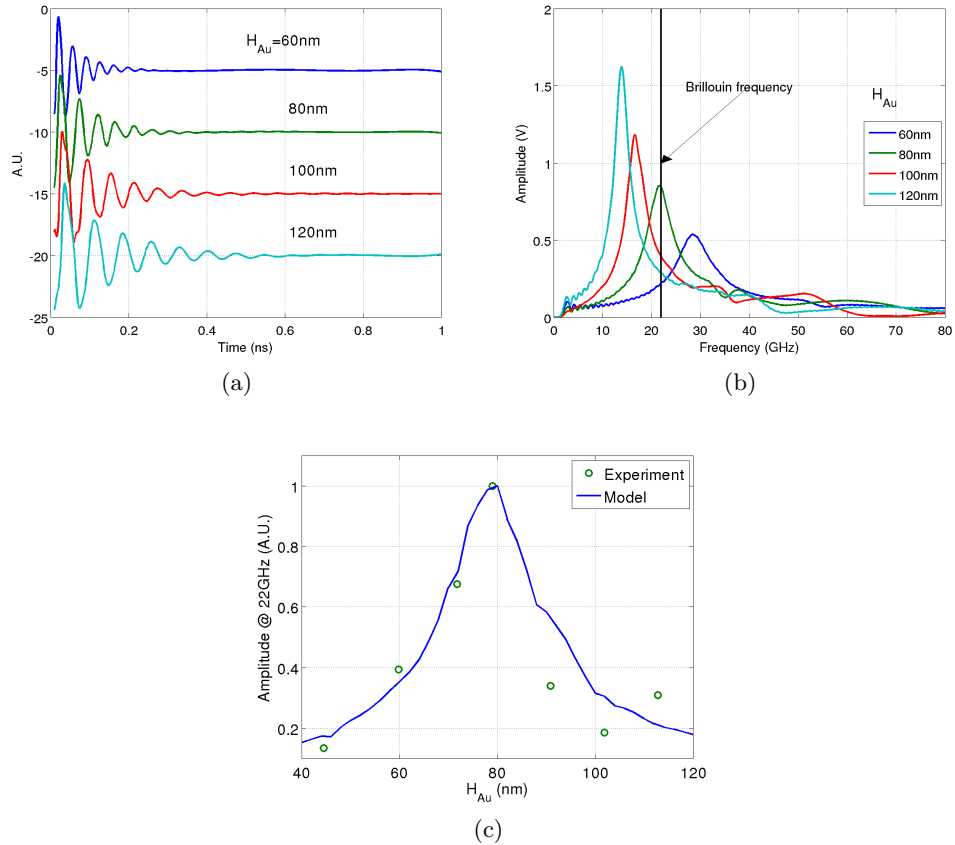 0
-5
-10
-15
-20
-25
A.U.
H_Au=60nm
80nm
100nm
120nm
0
0.2
0.4
0.6
0.8
1
Time (ns)
(a)
2
1.5
1
0.5
0
Amplitude (V)
Brillouin frequency
H_Au
60nm
80nm
100nm
120nm
0
10
20
30
40
50
60
70
80
Frequency (GHz)
(b)
1
0.8
0.6
0.4
0.2
Amplitude @ 22GHz (A.U.)
Experiment
Model
40
60
80
100
120
H_Au (nm)
(c)